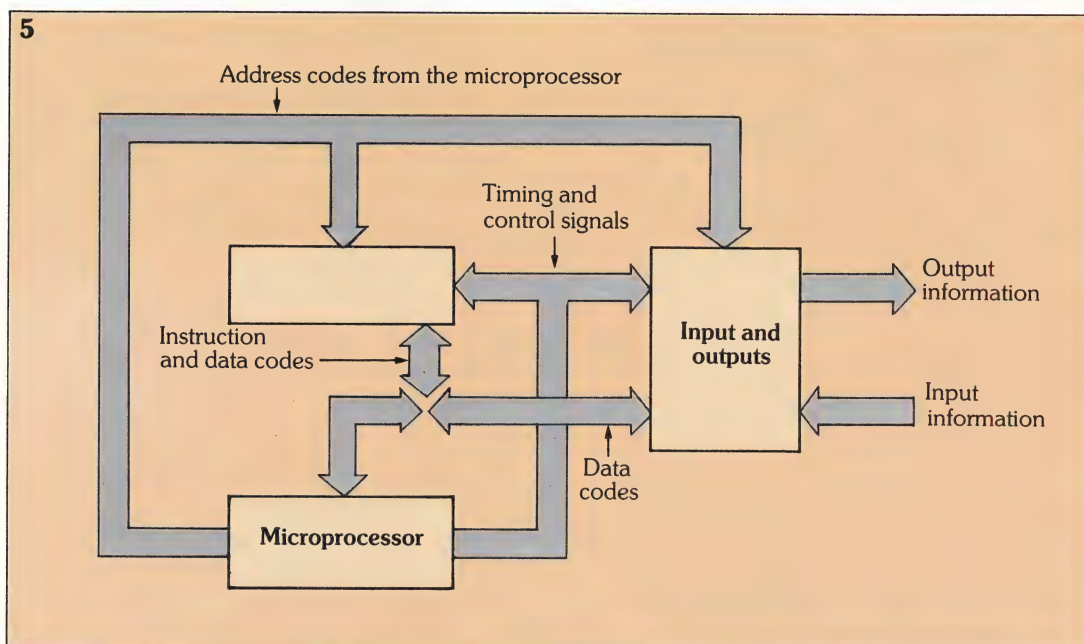 5
Address codes from the microprocessor
Timing and
control signals
Output
information
Instruction
and data codes
Input and
outputs
Input
information
Data
codes
Microprocessor